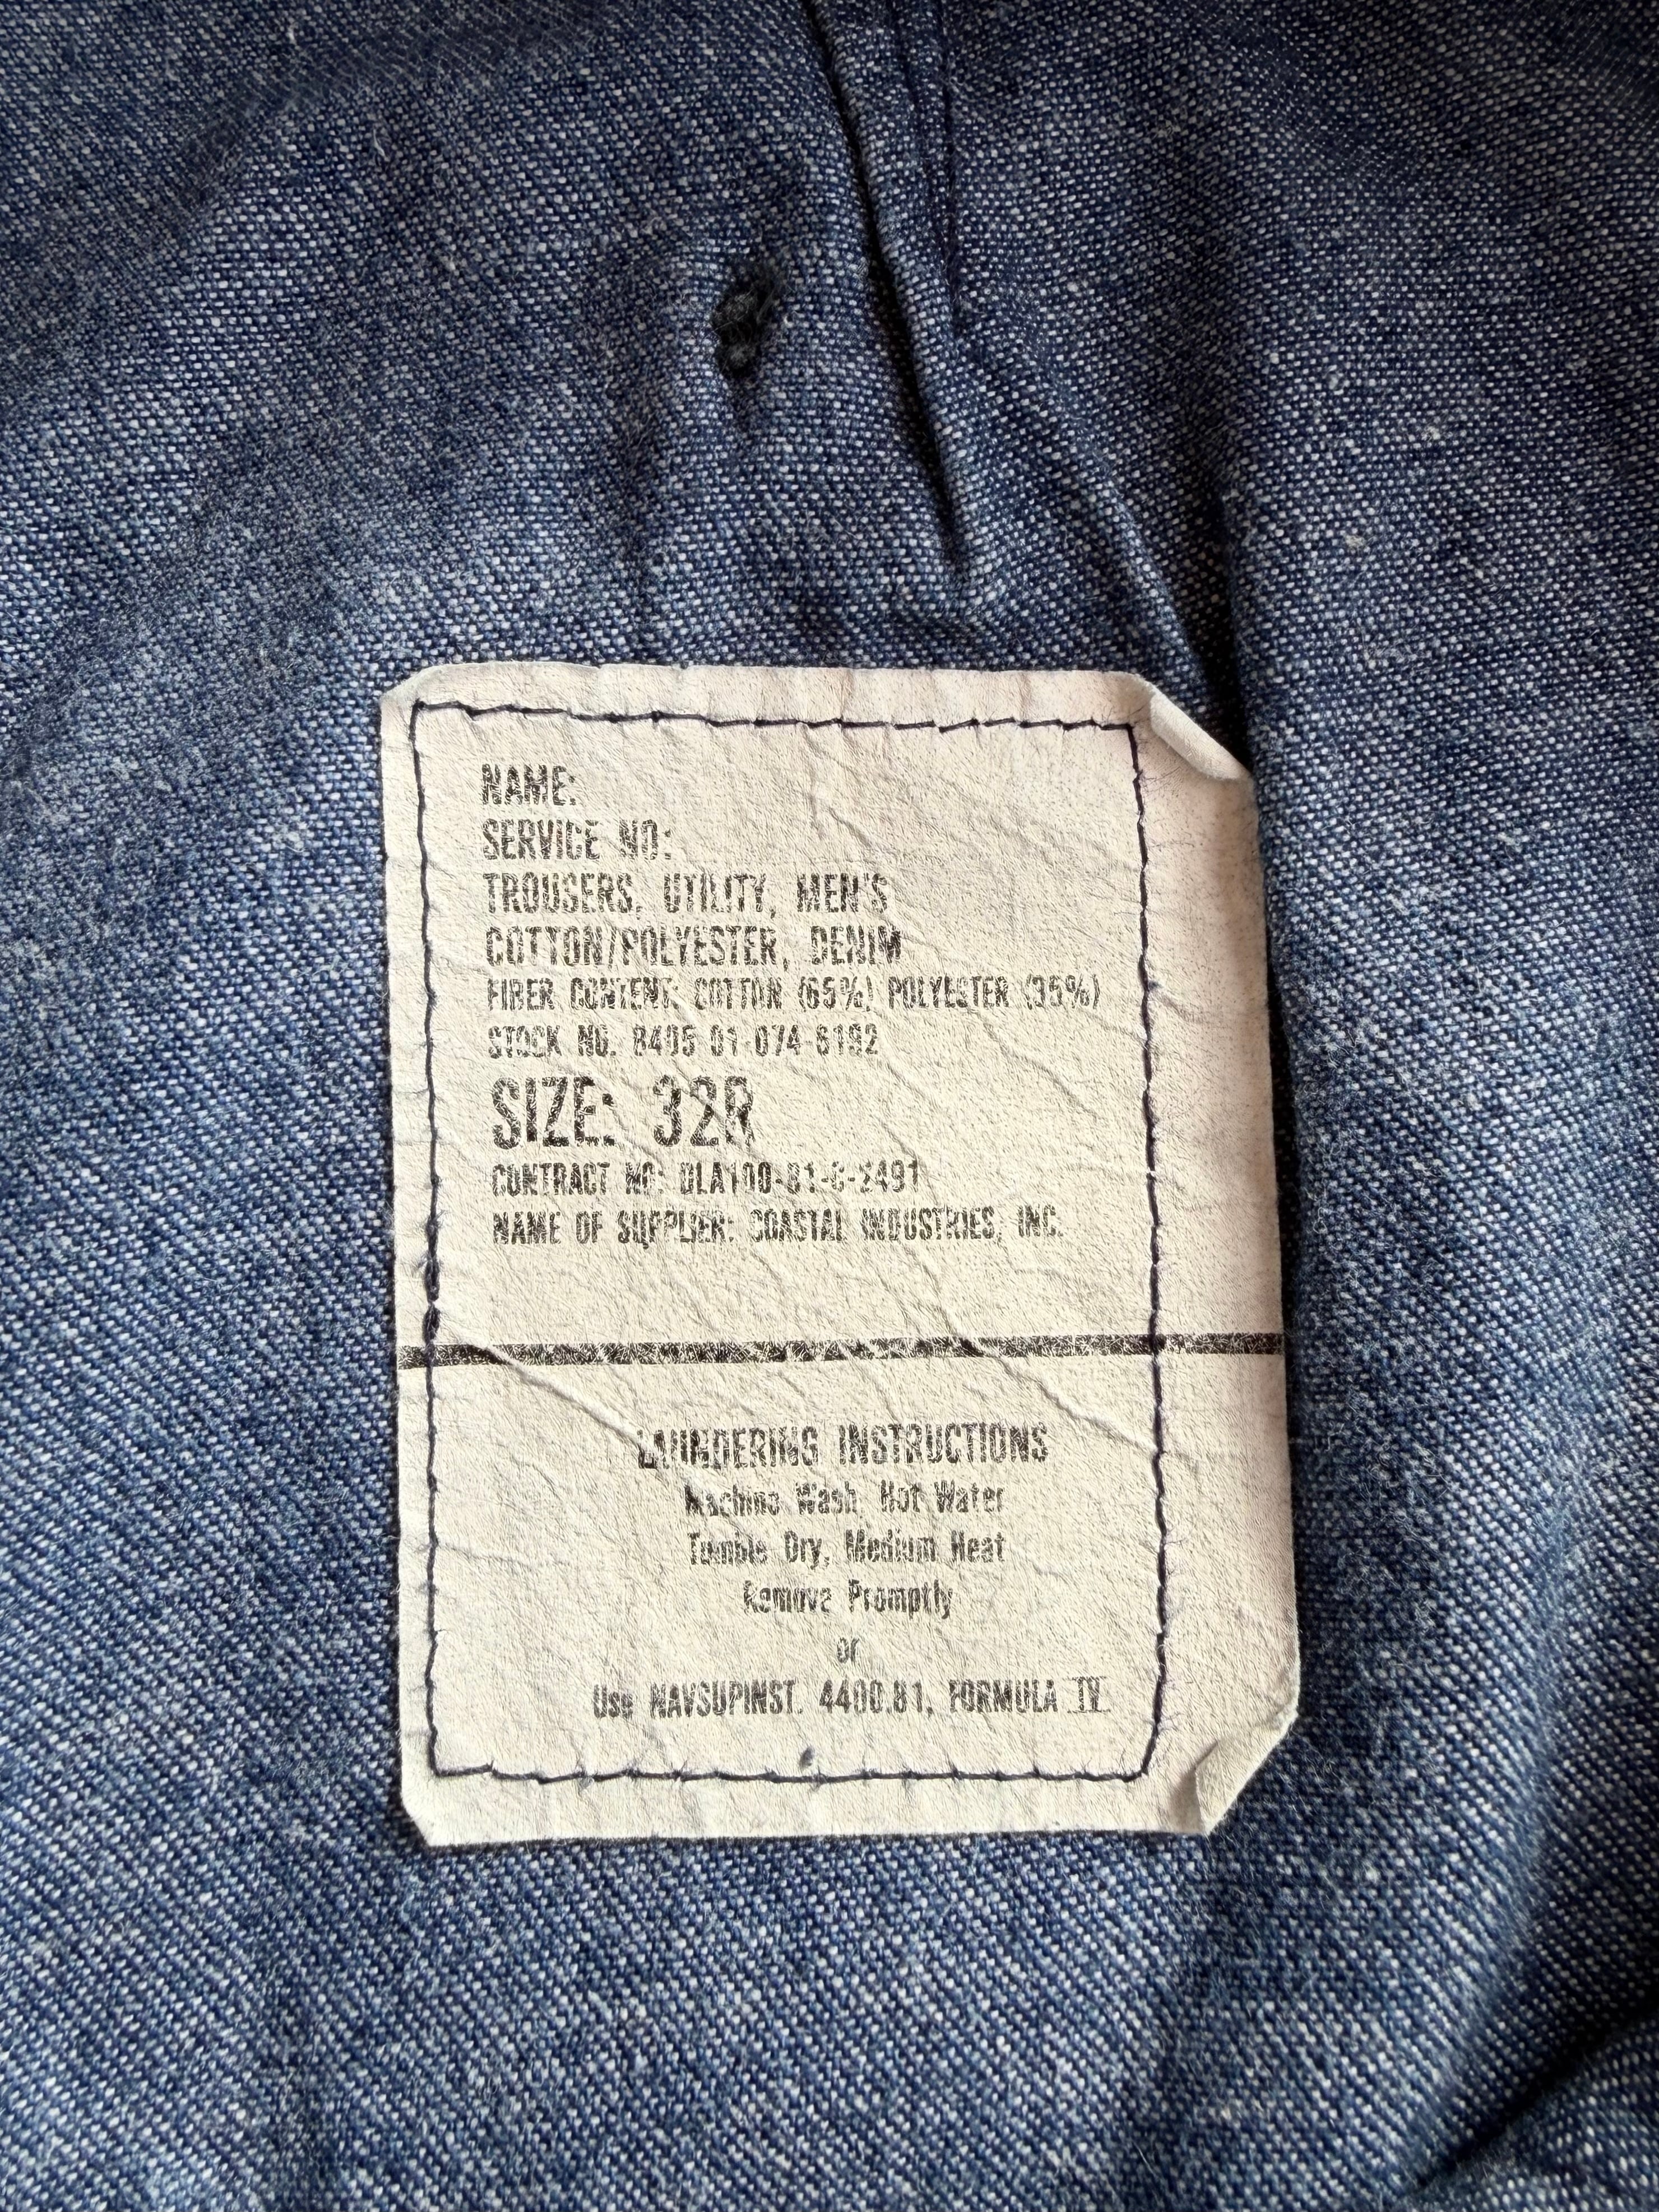 NAME:
SERVICE NO:
TROUSERS, UTILITY, MEN'S
COTTON/POLYESTER, DENIM
FIBER CONTENT: COTTON (65%) POLYESTER (35%)
STOCK NO. 8405-01-074-6192
SIZE: 32R
CONTRACT NO: DLA100-81-C-2491
NAME OF SUPPLIER: COASTAL INDUSTRIES, INC.
LAUNDERING INSTRUCTIONS
Machine Wash, Hot Water
Tumble Dry, Medium Heat
Remove Promptly
or
Use NAVSUPINST. 4400.81, FORMULA IV